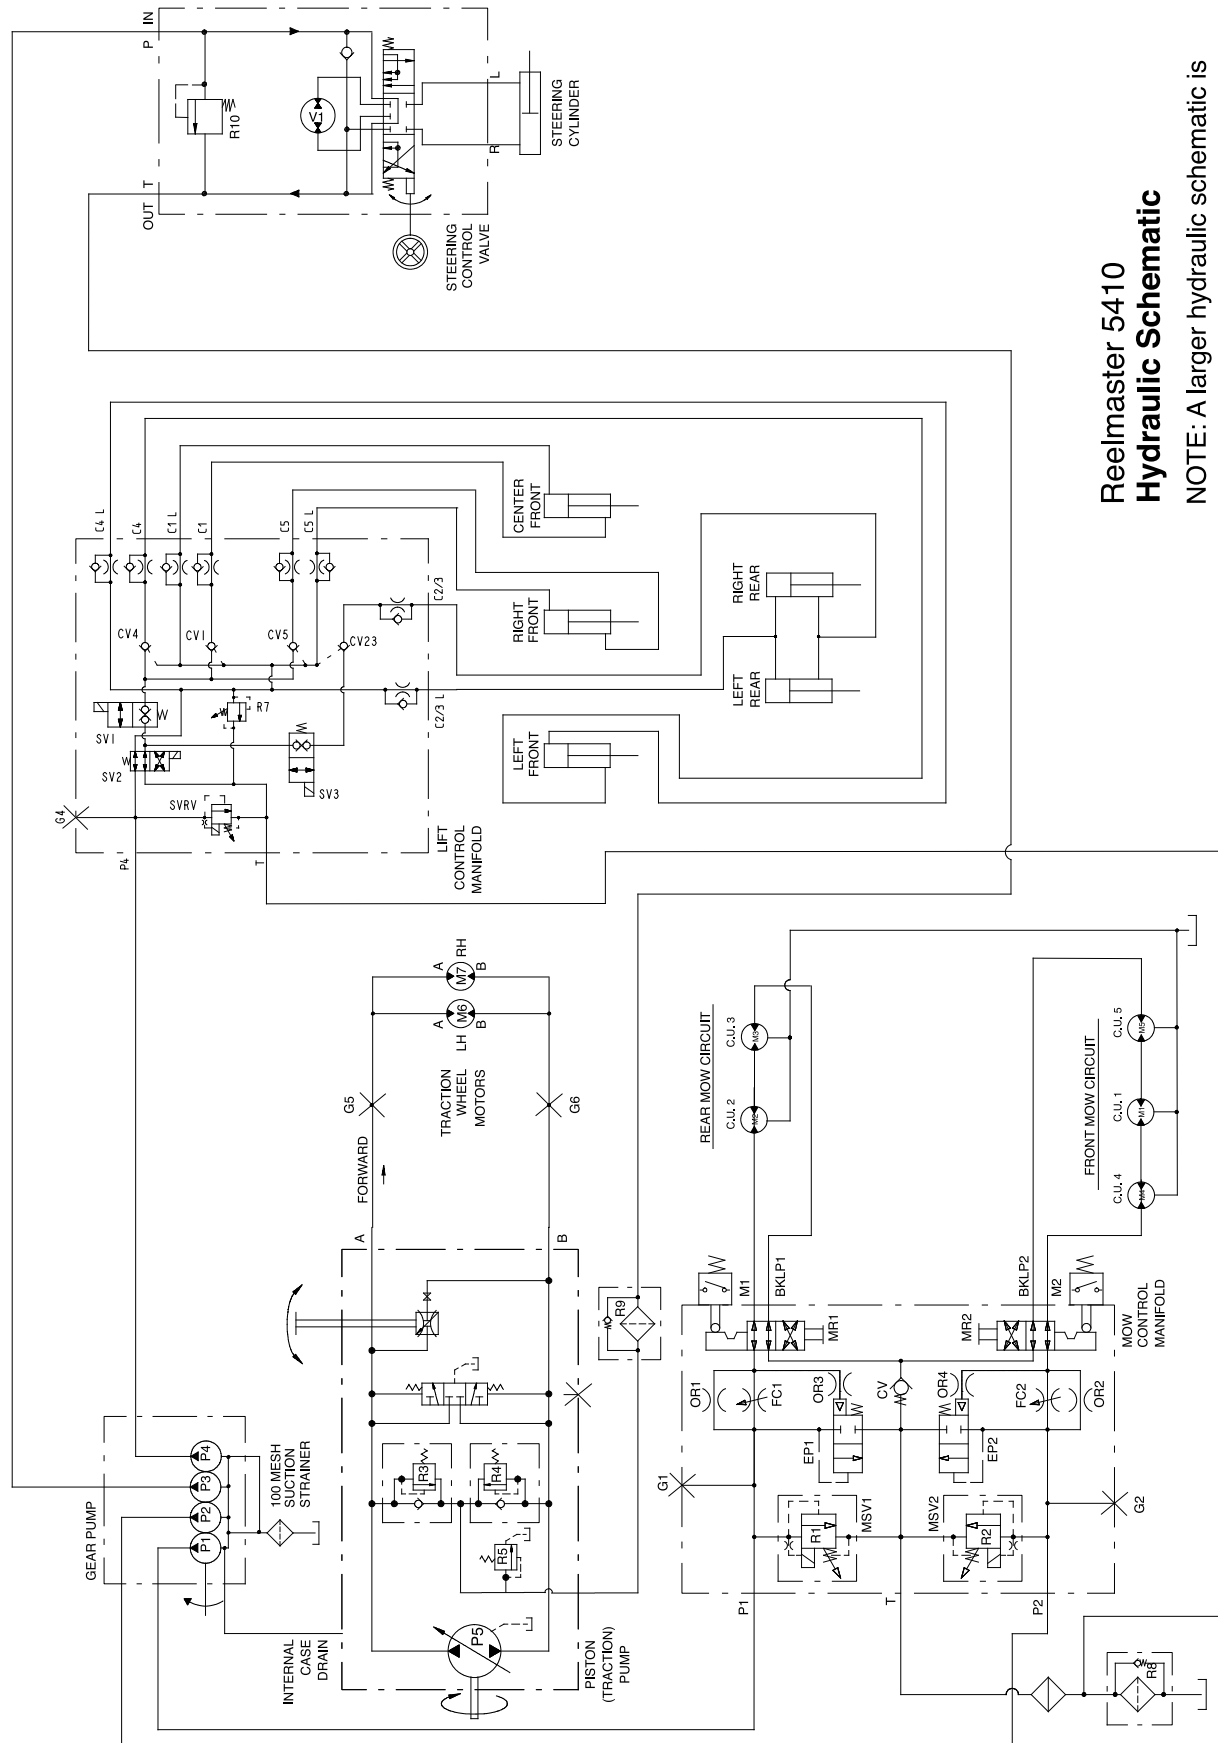 IN
P
OUT
T
R10
V1
L
R
STEERING
CYLINDER
STEERING
CONTROL
VALVE
Reelmaster 5410
Hydraulic Schematic
NOTE: A larger hydraulic schematic is
C4 L
C4
C1 L
C1
C5
C5 L
C2/3
C2/3 L
CV4
CV1
CV5
CV23
SV1
SV2
R7
SV3
SVRV
G4
P4
T
LIFT
CONTROL
MANIFOLD
CENTER
FRONT
RIGHT
FRONT
RIGHT
REAR
LEFT
REAR
LEFT
FRONT
GEAR PUMP
P4
P3
P2
P1
100 MESH
SUCTION
STRAINER
INTERNAL
CASE
DRAIN
A
B
FORWARD
G5
G6
TRACTION
WHEEL
MOTORS
A
M7
B
RH
A
M6
B
LH
R3
R4
R5
P5
PISTON
(TRACTION)
PUMP
R9
REAR MOW CIRCUIT
C.U. 2
C.U. 3
M2
M3
FRONT MOW CIRCUIT
C.U. 4
C.U. 1
C.U. 5
M4
M1
M5
M1
BKLP1
BKLP2
M2
MR1
MR2
MOW
CONTROL
MANIFOLD
OR1
FC1
OR3
CV
OR4
FC2
OR2
EP1
EP2
G1
G2
MSV1
MSV2
R1
R2
P1
T
P2
R8